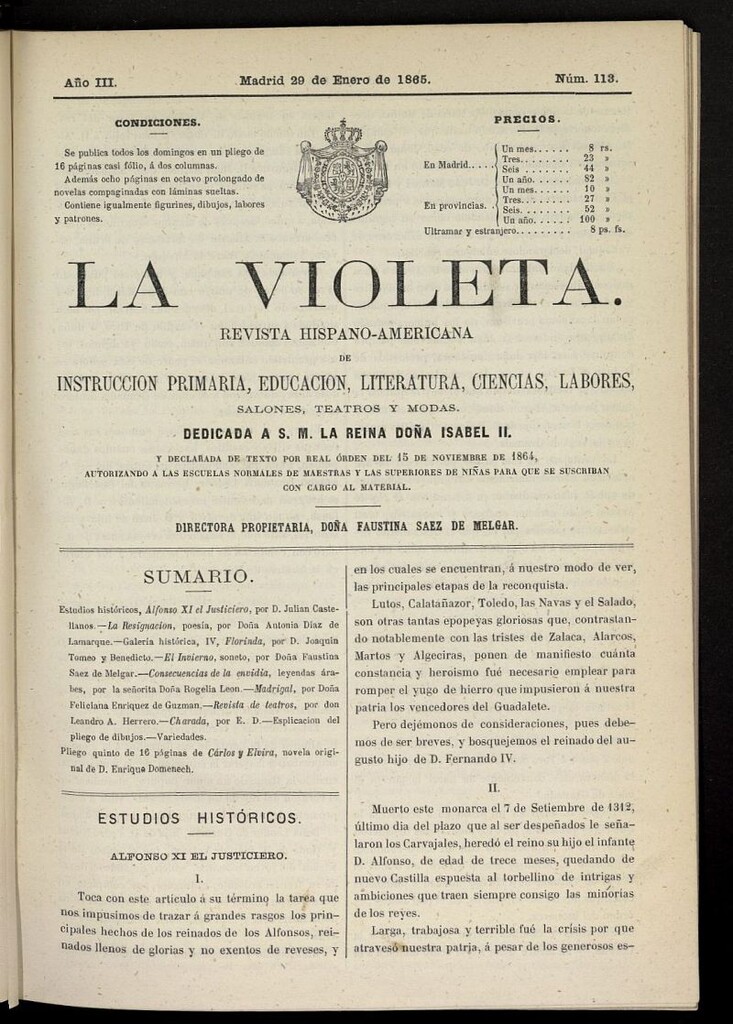 Año III.
Madrid 29 de Enero de 1865.
Núm. 113.
CONDICIONES.
Se publica todos los domingos en un pliego de
16 páginas casi fólio, á dos columnas.
Además ocho páginas en octavo prolongado de
novelas compaginadas con láminas sueltas.
Contiene igualmente figurines, dibujos, labores
y patrones.
PRECIOS.
En Madrid.....
Un mes...... 8 rs.
Tres........ 23 »
Seis ....... 44 »
Un año...... 82 »
En provincias. .
Un mes...... 10 »
Tres........ 27 »
Seis........ 52 »
Un año...... 100 »
Ultramar y estranjero......... 8 ps. fs.
LA VIOLETA.
REVISTA HISPANO-AMERICANA
DE
INSTRUCCION PRIMARIA, EDUCACION, LITERATURA, CIENCIAS, LABORES,
SALONES, TEATROS Y MODAS.
DEDICADA A S. M. LA REINA DOÑA ISABEL II.
Y DECLARADA DE TEXTO POR REAL ÓRDEN DEL 15 DE NOVIEMBRE DE 1864,
AUTORIZANDO A LAS ESCUELAS NORMALES DE MAESTRAS Y LAS SUPERIORES DE NIÑAS PARA QUE SE SUSCRIBAN
CON CARGO AL MATERIAL.
DIRECTORA PROPIETARIA, DOÑA FAUSTINA SAEZ DE MELGAR.
SUMARIO.
Estudios históricos, Alfonso XI el Justiciero, por D. Julian Caste-
llanos.—La Resignacion, poesía, por Doña Antonia Diaz de
Lamarque.—Galería histórica, IV, Florinda, por D. Joaquin
Tomeo y Benedicto.—El Invierno, soneto, por Doña Faustina
Saez de Melgar.—Consecuencias de la envidia, leyendas ára-
bes, por la señorita Doña Rogelia Leon.—Madrigal, por Doña
Feliciana Enriquez de Guzman.—Revista de teatros, por don
Leandro A. Herrero.—Charada, por E. D.—Esplicacion del
pliego de dibujos.—Variedades.
Pliego quinto de 16 páginas de Cárlos y Elvira, novela origi-
nal de D. Enrique Domenech.
ESTUDIOS HISTÓRICOS.
ALFONSO XI EL JUSTICIERO.
I.
Toca con este artículo á su término la tarea que
nos impusimos de trazar á grandes rasgos los prin-
cipales hechos de los reinados de los Alfonsos, rei-
nados llenos de glorias y no exentos de reveses, y
en los cuales se encuentran, á nuestro modo de ver,
las principales etapas de la reconquista.
Lutos, Calatañazor, Toledo, las Navas y el Salado,
son otras tantas epopeyas gloriosas que, contrastan-
do notablemente con las tristes de Zalaca, Alarcos,
Martos y Algeciras, ponen de manifiesto cuánta
constancia y heroismo fué necesario emplear para
romper el yugo de hierro que impusieron á nuestra
patria los vencedores del Guadalete.
Pero dejémonos de consideraciones, pues debe-
mos de ser breves, y bosquejemos el reinado del au-
gusto hijo de D. Fernando IV.
II.
Muerto este monarca el 7 de Setiembre de 1312,
último dia del plazo que al ser despeñados le seña-
laron los Carvajales, heredó el reino su hijo el infante
D. Alfonso, de edad de trece meses, quedando de
nuevo Castilla espuesta al torbellino de intrigas y
ambiciones que traen siempre consigo las minorías
de los reyes.
Larga, trabajosa y terrible fué la crísis por que
atravesó nuestra patria, á pesar de los generosos es-